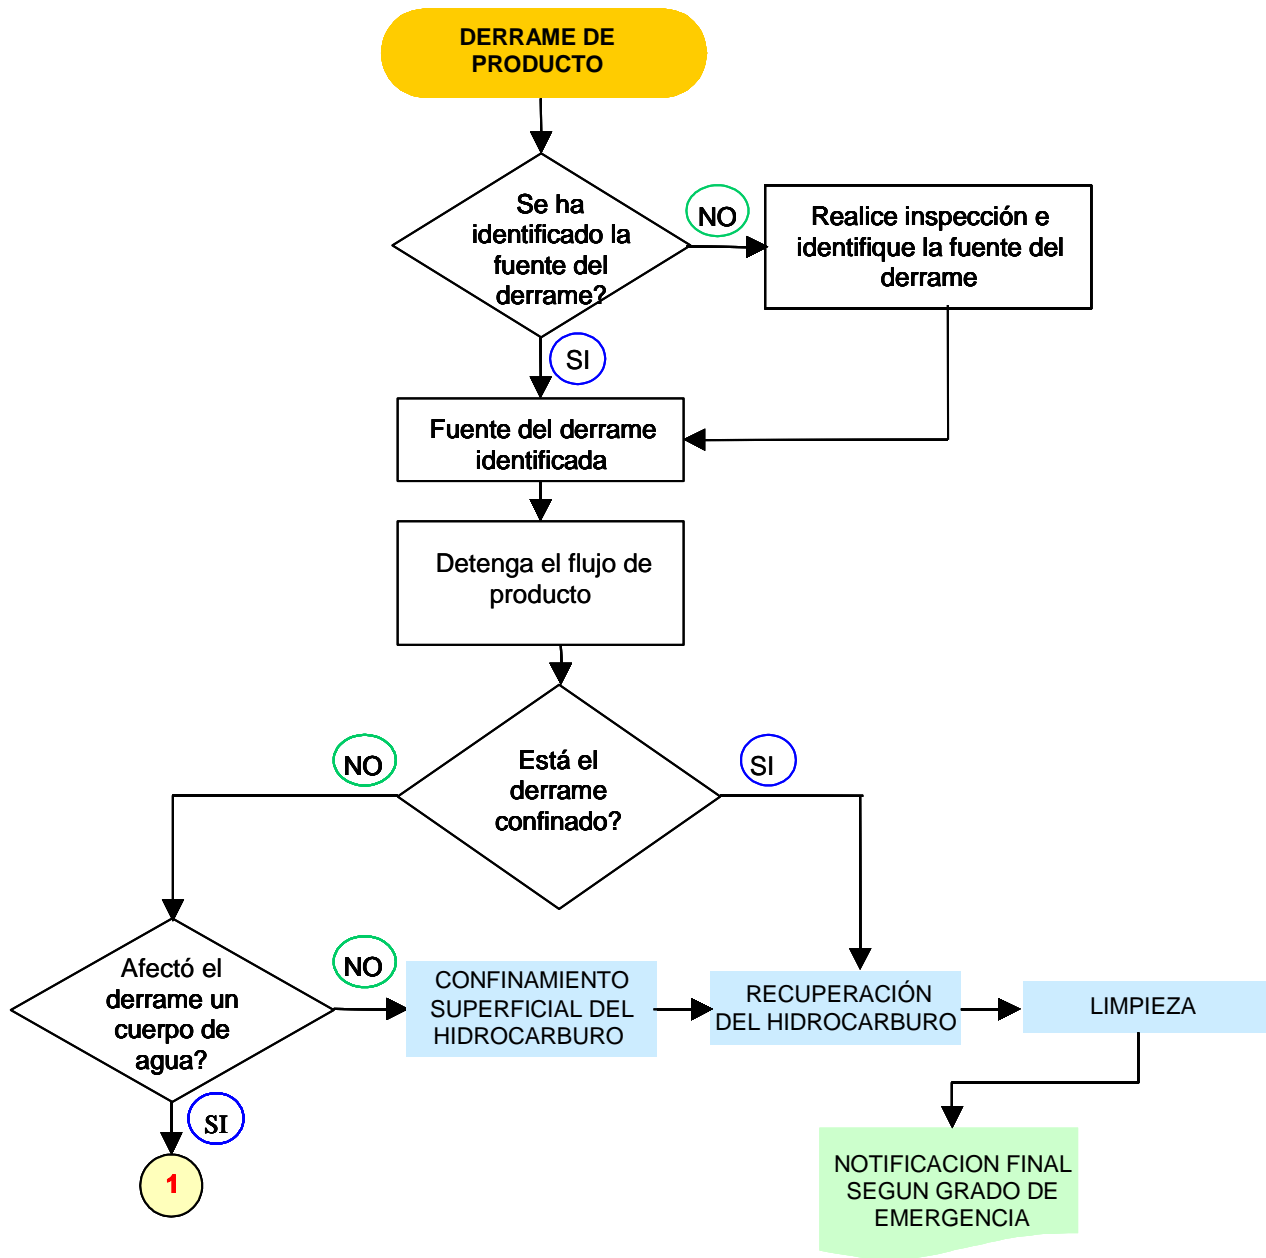 DERRAME DE
PRODUCTO
Se ha
identificado la
fuente del
derrame?
NO
Realice inspección e
identifique la fuente del
derrame
SI
Fuente del derrame
identificada
Detenga el flujo de
producto
Está el
derrame
confinado?
NO
SI
Afectó el
derrame un
cuerpo de
agua?
NO
CONFINAMIENTO
SUPERFICIAL DEL
HIDROCARBURO
RECUPERACIÓN
DEL HIDROCARBURO
LIMPIEZA
SI
1
NOTIFICACION FINAL
SEGUN GRADO DE
EMERGENCIA